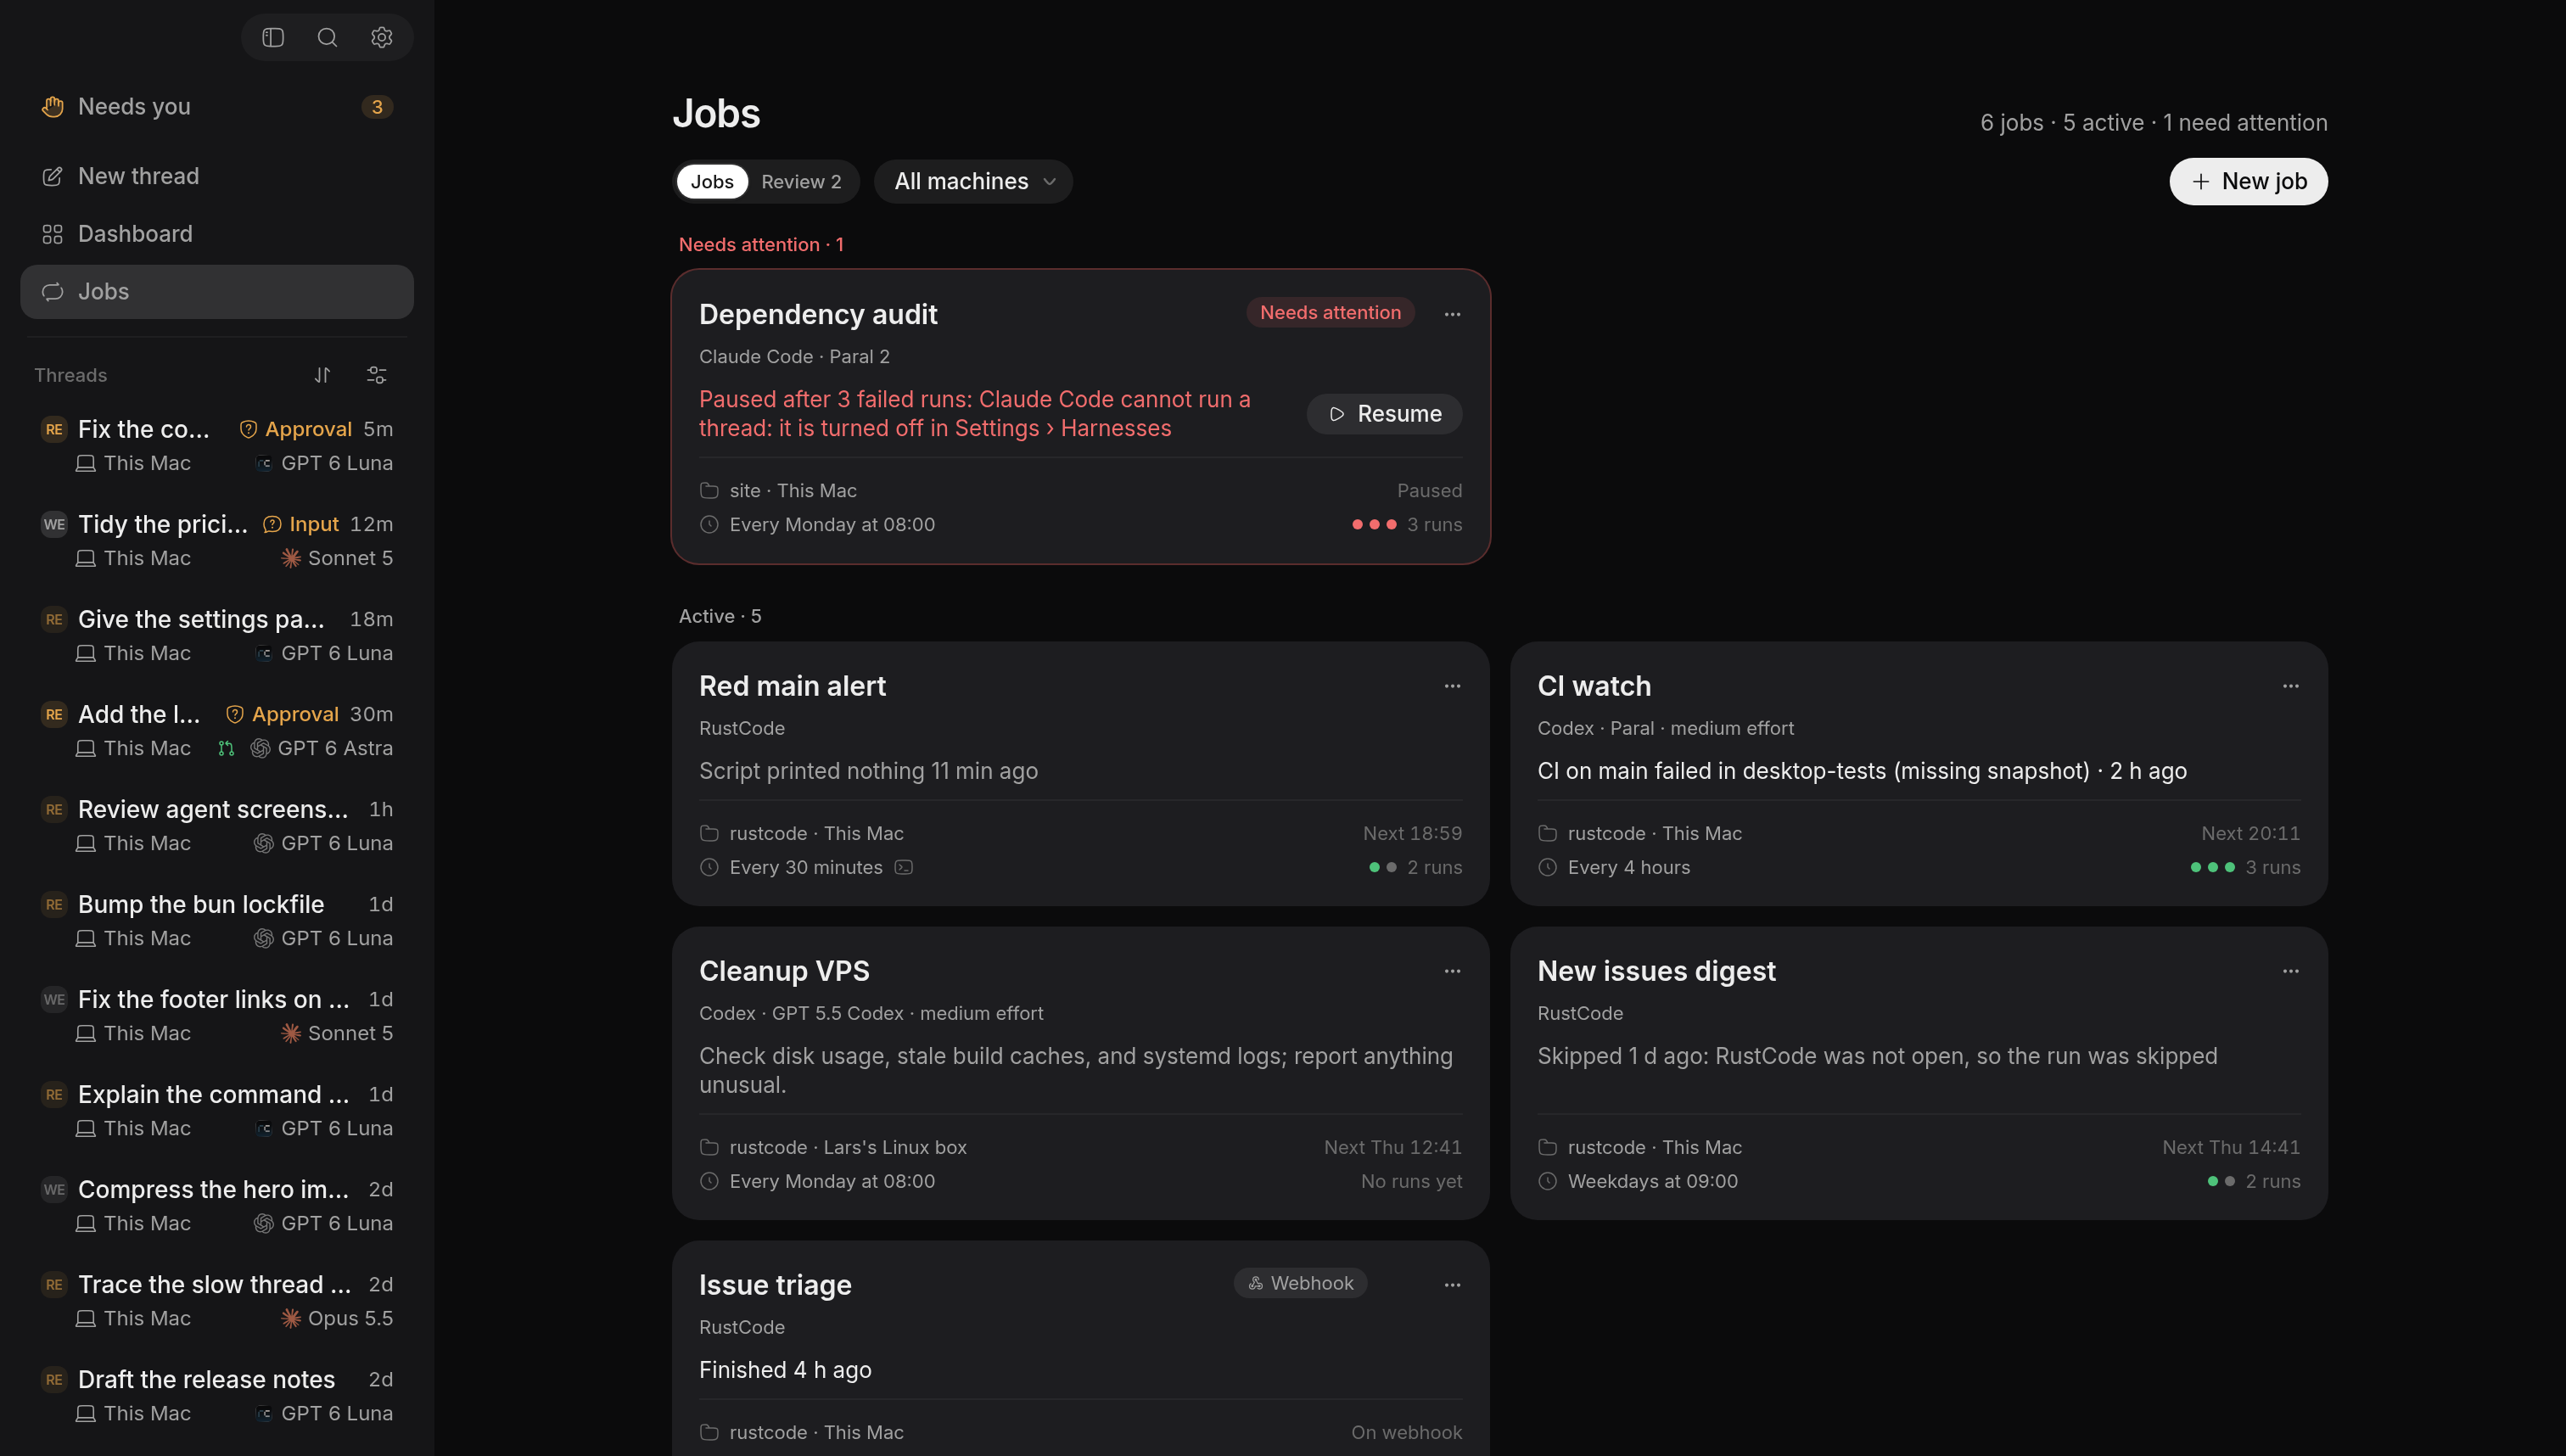 Needs you 3
New thread
Dashboard
Jobs
Threads
RE Fix the co... Approval 5m
This Mac GPT 6 Luna
WE Tidy the prici... Input 12m
This Mac Sonnet 5
RE Give the settings pa... 18m
This Mac GPT 6 Luna
RE Add the l... Approval 30m
This Mac GPT 6 Astra
RE Review agent screens... 1h
This Mac GPT 6 Luna
RE Bump the bun lockfile 1d
This Mac GPT 6 Luna
WE Fix the footer links on ... 1d
This Mac Sonnet 5
RE Explain the command ... 1d
This Mac GPT 6 Luna
WE Compress the hero im... 2d
This Mac GPT 6 Luna
RE Trace the slow thread ... 2d
This Mac Opus 5.5
RE Draft the release notes 2d
This Mac GPT 6 Luna
Jobs
6 jobs · 5 active · 1 need attention
Jobs Review 2 All machines
New job
Needs attention · 1
Dependency audit Needs attention
Claude Code · Paral 2
Paused after 3 failed runs: Claude Code cannot run a
thread: it is turned off in Settings › Harnesses
Resume
site · This Mac Paused
Every Monday at 08:00 3 runs
Active · 5
Red main alert
RustCode
Script printed nothing 11 min ago
rustcode · This Mac Next 18:59
Every 30 minutes 2 runs
CI watch
Codex · Paral · medium effort
CI on main failed in desktop-tests (missing snapshot) · 2 h ago
rustcode · This Mac Next 20:11
Every 4 hours 3 runs
Cleanup VPS
Codex · GPT 5.5 Codex · medium effort
Check disk usage, stale build caches, and systemd logs; report anything
unusual.
rustcode · Lars's Linux box Next Thu 12:41
Every Monday at 08:00 No runs yet
New issues digest
RustCode
Skipped 1 d ago: RustCode was not open, so the run was skipped
rustcode · This Mac Next Thu 14:41
Weekdays at 09:00 2 runs
Issue triage Webhook
RustCode
Finished 4 h ago
rustcode · This Mac On webhook